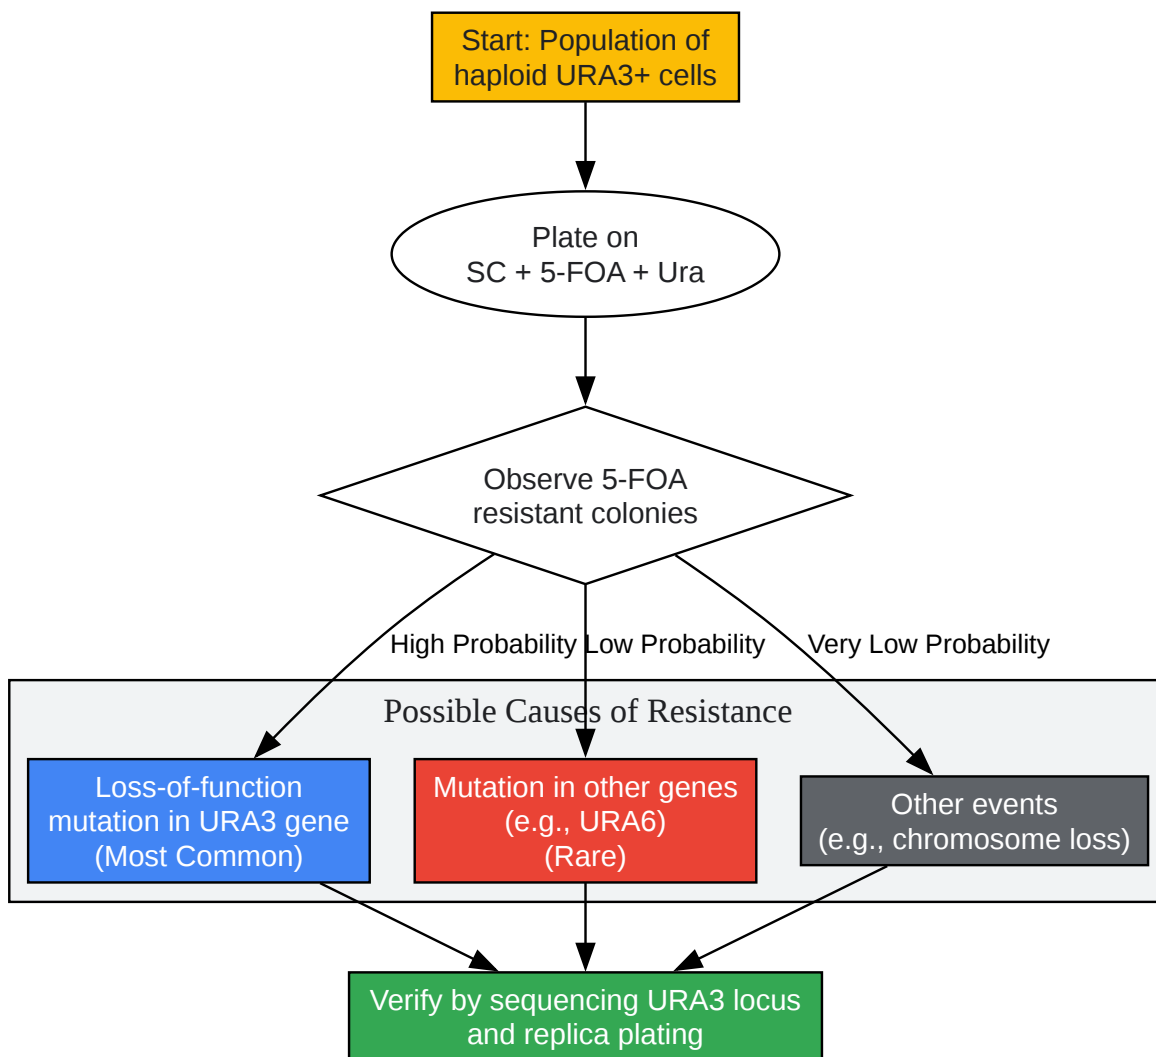 Start: Population of
haploid URA3+ cells
Plate on
SC + 5-FOA + Ura
Observe 5-FOA
resistant colonies
High Probability
Low Probability
Very Low Probability
Possible Causes of Resistance
Loss-of-function
mutation in URA3 gene
(Most Common)
Mutation in other genes
(e.g., URA6)
(Rare)
Other events
(e.g., chromosome loss)
Verify by sequencing URA3 locus
and replica plating